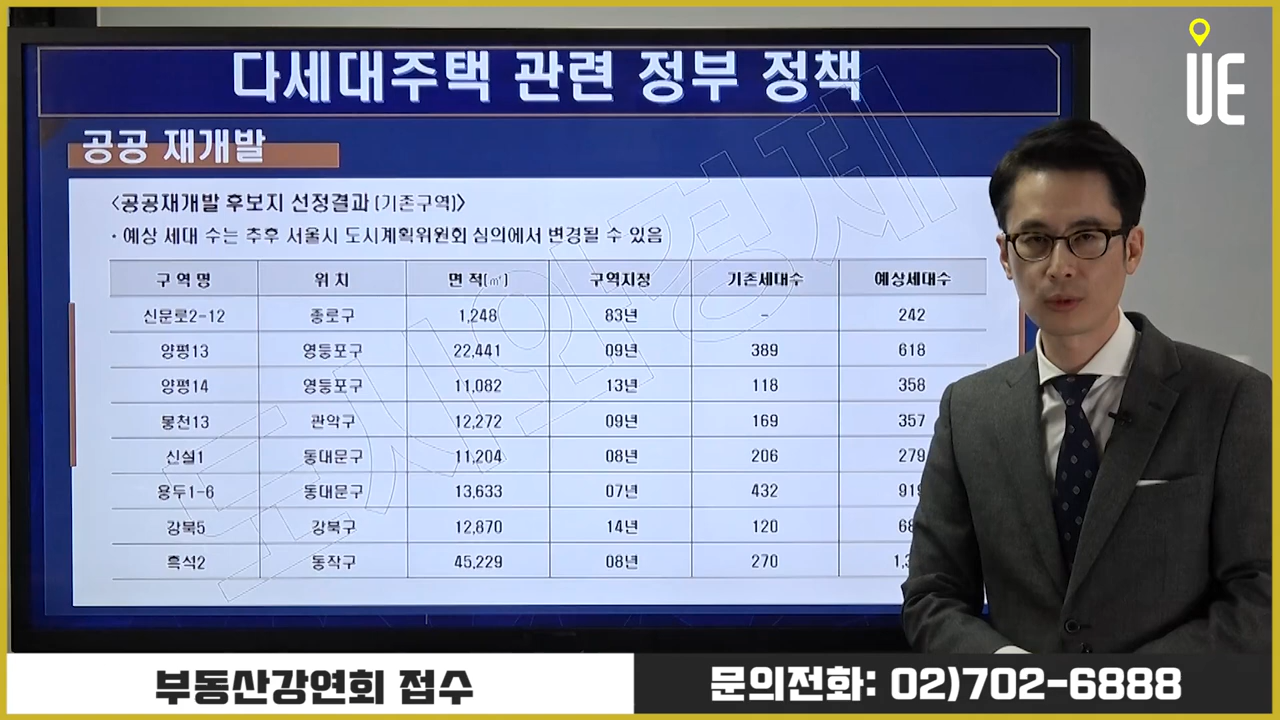 다세대주택 관련 정부 정책
UE
공공 재개발
<공공재개발 후보지 선정결과 (기존구역)>
· 예상 세대 수는 추후 서울시 도시계획위원회 심의에서 변경될 수 있음
구역명 위치 면적(㎡) 구역지정 기존세대수 예상세대수
신문로2-12 종로구 1,248 83년 - 242
양평13 영등포구 22,441 09년 389 618
양평14 영등포구 11,082 13년 118 358
봉천13 관악구 12,272 09년 169 357
신설1 동대문구 11,204 08년 206 279
용두1-6 동대문구 13,633 07년 432
강북5 강북구 12,870 14년 120
흑석2 동작구 45,229 08년 270
도시와경제
부동산강연회 접수
문의전화: 02)702-6888